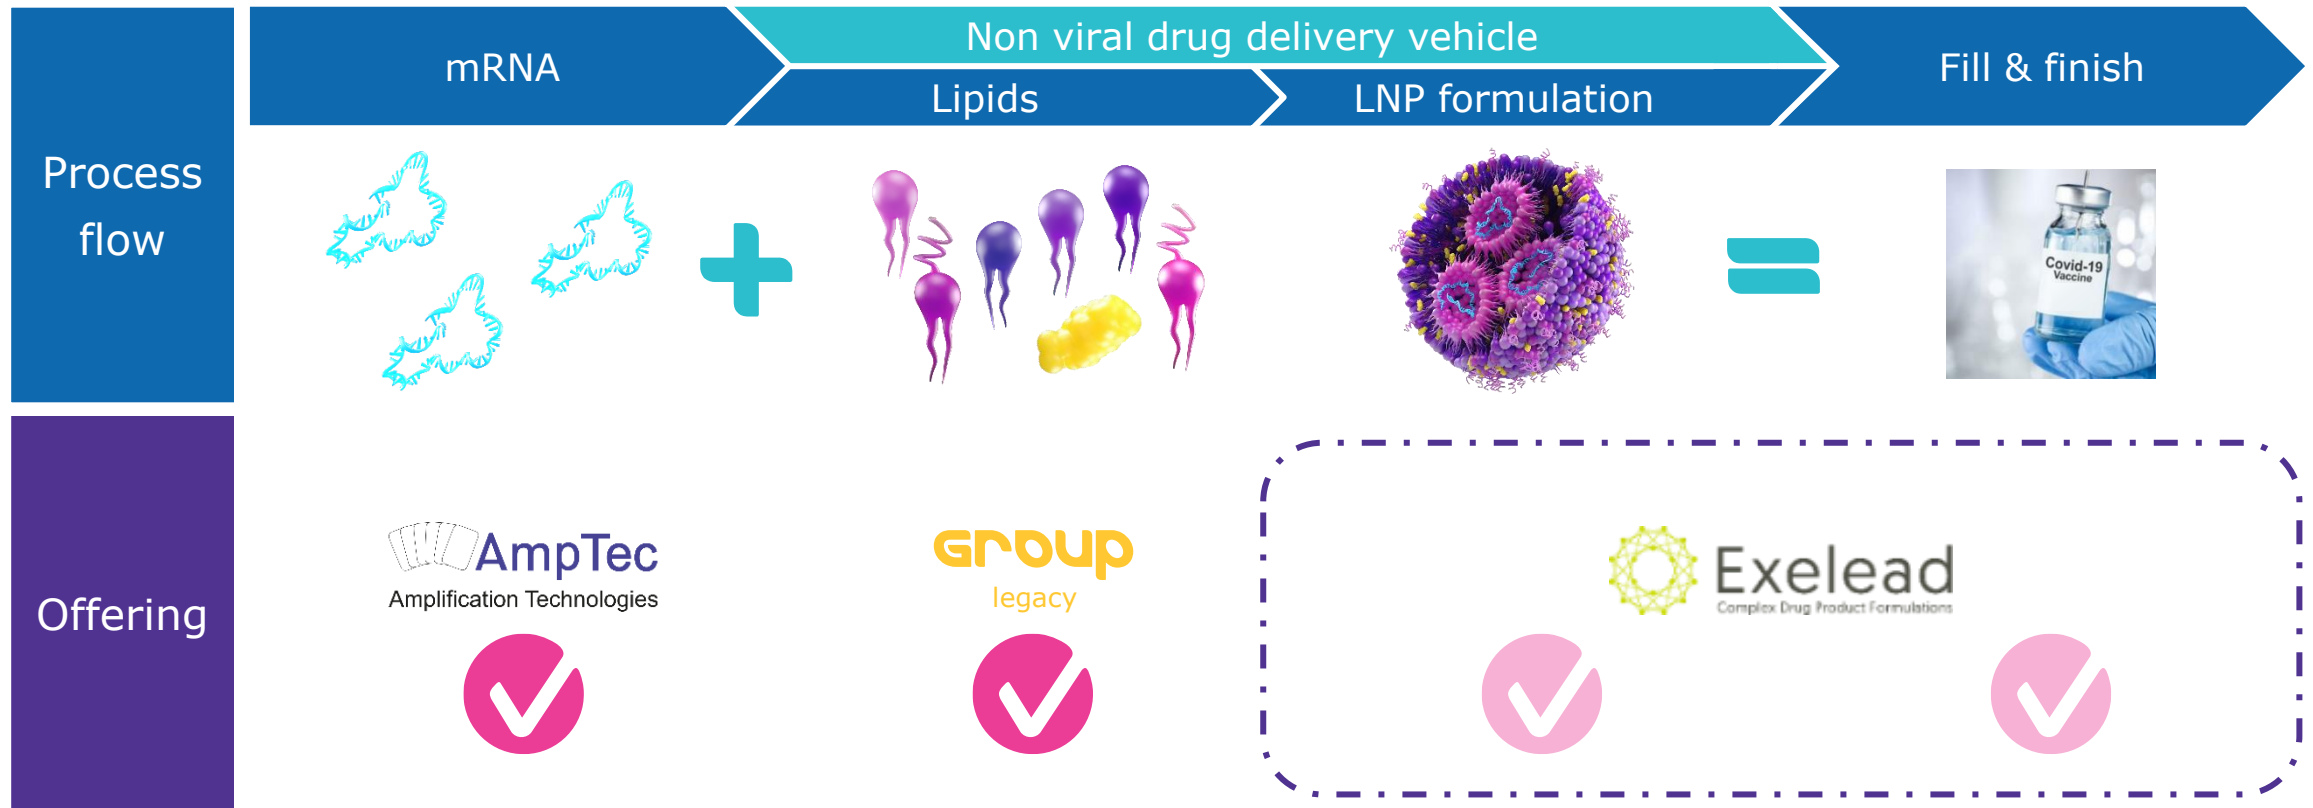 Process
flow
mRNA
Non viral drug delivery vehicle
Lipids
LNP formulation
Fill & finish
Covid-19
Vaccine
Offering
AmpTec
Amplification Technologies
GROUP
legacy
Exelead
Complex Drug Product Formulations